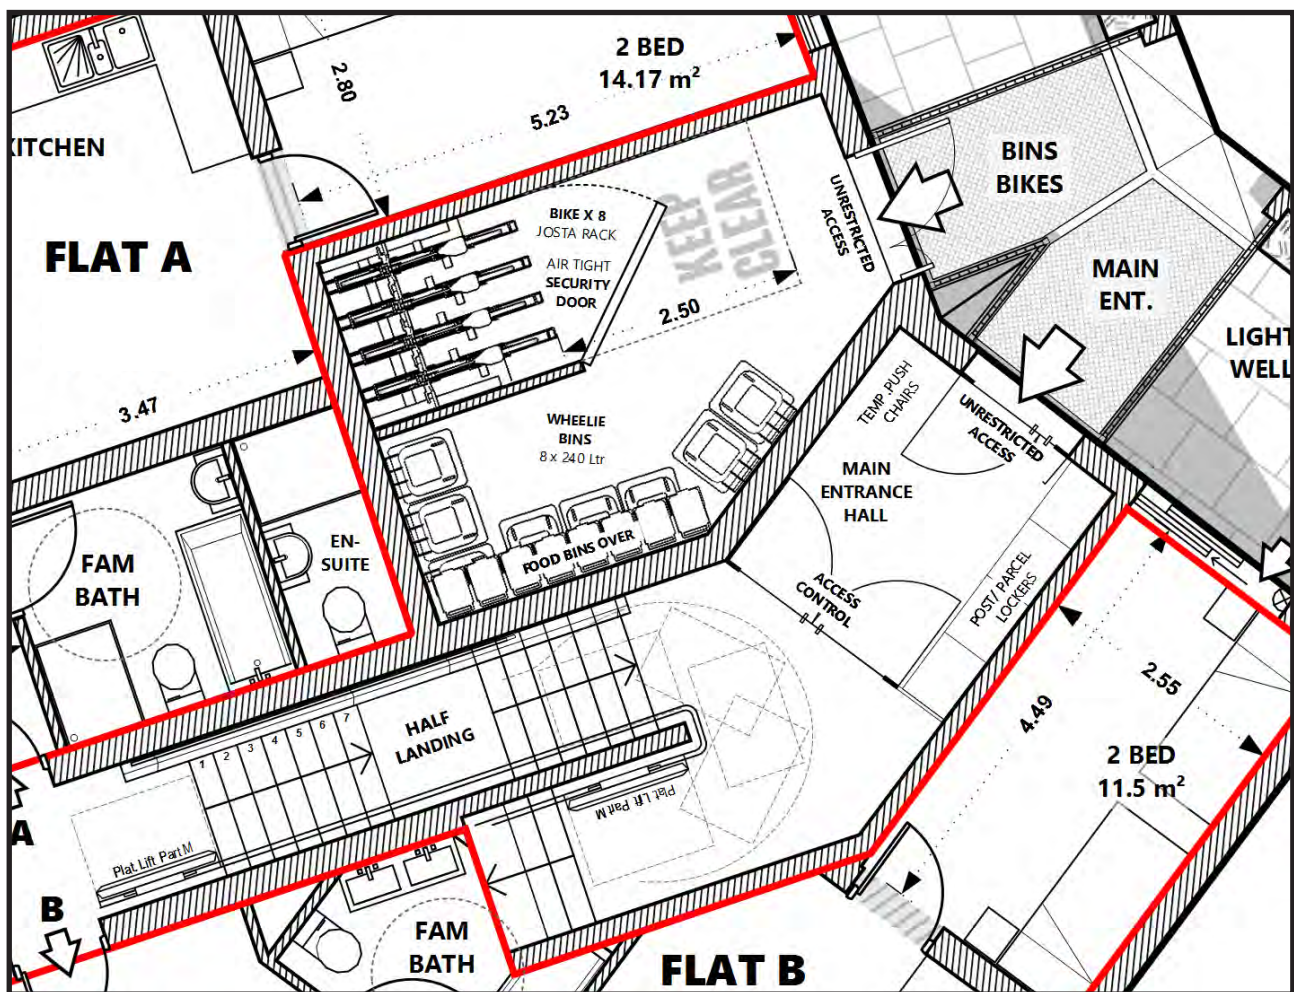 2 BED
14.17 m²
2.80
5.23
KITCHEN
FLAT A
BIKE X 8
JOSTA RACK
AIR TIGHT
SECURITY
DOOR
KEEP
CLEAR
UNRESTRICTED
ACCESS
BINS
BIKES
MAIN
ENT.
LIGHT
WELL
2.50
3.47
WHEELIE
BINS
8 x 240 Ltr
TEMP. PUSH
CHAIRS
UNRESTRICTED
ACCESS
MAIN
ENTRANCE
HALL
FOOD BINS OVER
EN-
SUITE
FAM
BATH
ACCESS
CONTROL
POST/ PARCEL
LOCKERS
2.55
4.49
2 BED
11.5 m²
HALF
LANDING
1 2 3 4 5 6 7
Plat. Lift Part M
Plat. Lift Part M
A
B
FAM
BATH
FLAT B